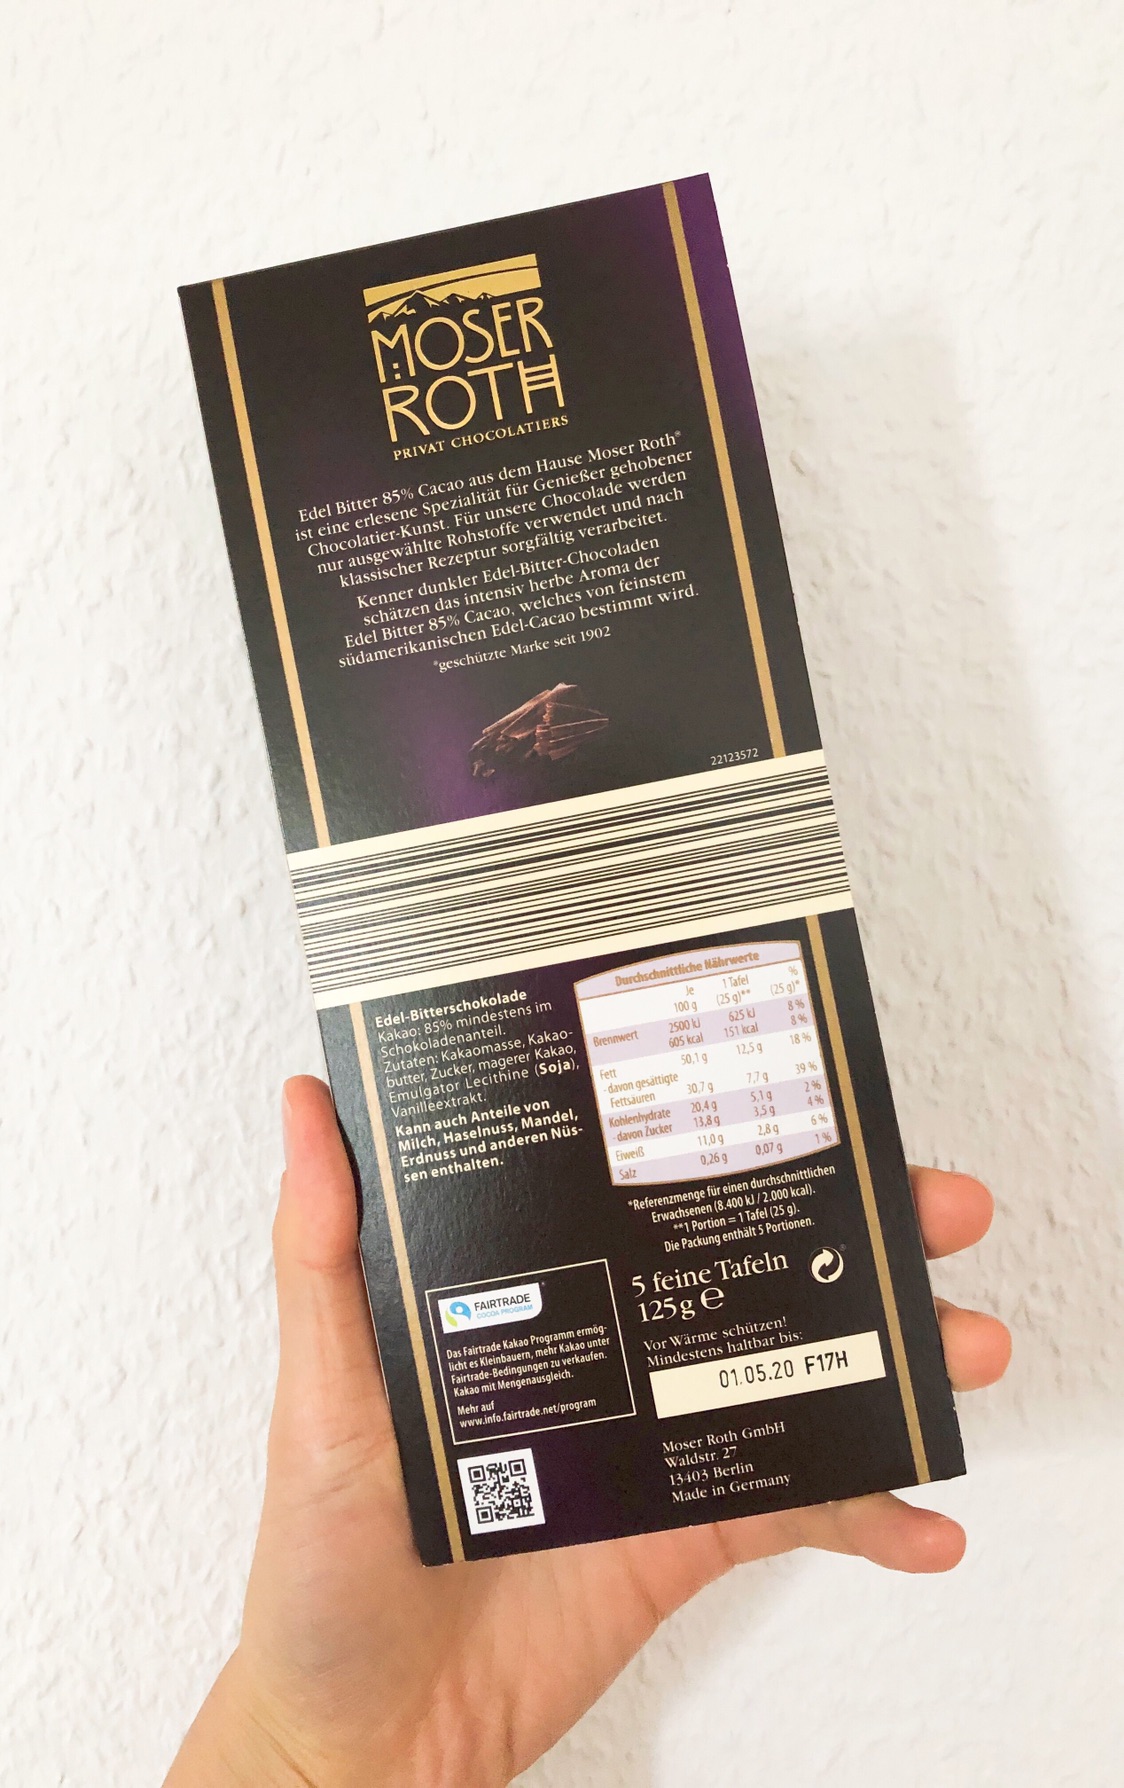 MOSER
ROTH
PRIVAT CHOCOLATIERS
Edel Bitter 85% Cacao aus dem Hause Moser Roth*
ist eine erlesene Spezialität für Genießer gehobener
Chocolatier-Kunst. Für unsere Chocolade werden
nur ausgewählte Rohstoffe verwendet und nach
klassischer Rezeptur sorgfältig verarbeitet.
Kenner dunkler Edel-Bitter-Chocoladen
schätzen das intensiv herbe Aroma der
Edel Bitter 85% Cacao, welches von feinstem
südamerikanischen Edel-Cacao bestimmt wird.
*geschützte Marke seit 1902
22123572
Edel-Bitterschokolade
Kakao: 85% mindestens im
Schokoladenanteil.
Zutaten: Kakaomasse, Kakao-
butter, Zucker, magerer Kakao,
Emulgator Lecithine (Soja),
Vanilleextrakt.
Kann auch Anteile von
Milch, Haselnuss, Mandel,
Erdnuss und anderen Nüs-
sen enthalten.
Durchschnittliche Nährwerte
Je 100 g 1 Tafel (25 g)** % (25 g)*
Brennwert 2500 kJ 625 kJ 8 %
605 kcal 151 kcal 8 %
Fett 50,1 g 12,5 g 18 %
- davon gesättigte
Fettsäuren 30,7 g 7,7 g 39 %
Kohlenhydrate 20,4 g 5,1 g 2 %
- davon Zucker 13,8 g 3,5 g 4 %
Eiweiß 11,0 g 2,8 g 6 %
Salz 0,26 g 0,07 g 1 %
*Referenzmenge für einen durchschnittlichen
Erwachsenen (8.400 kJ / 2.000 kcal).
**1 Portion = 1 Tafel (25 g).
Die Packung enthält 5 Portionen.
FAIRTRADE
COCOA PROGRAM
Das Fairtrade Kakao Programm ermög-
licht es Kleinbauern, mehr Kakao unter
Fairtrade-Bedingungen zu verkaufen.
Kakao mit Mengenausgleich.
Mehr auf
www.info.fairtrade.net/program
5 feine Tafeln
125 g ℮
Vor Wärme schützen!
Mindestens haltbar bis:
01.05.20 F17H
Moser Roth GmbH
Waldstr. 27
13403 Berlin
Made in Germany